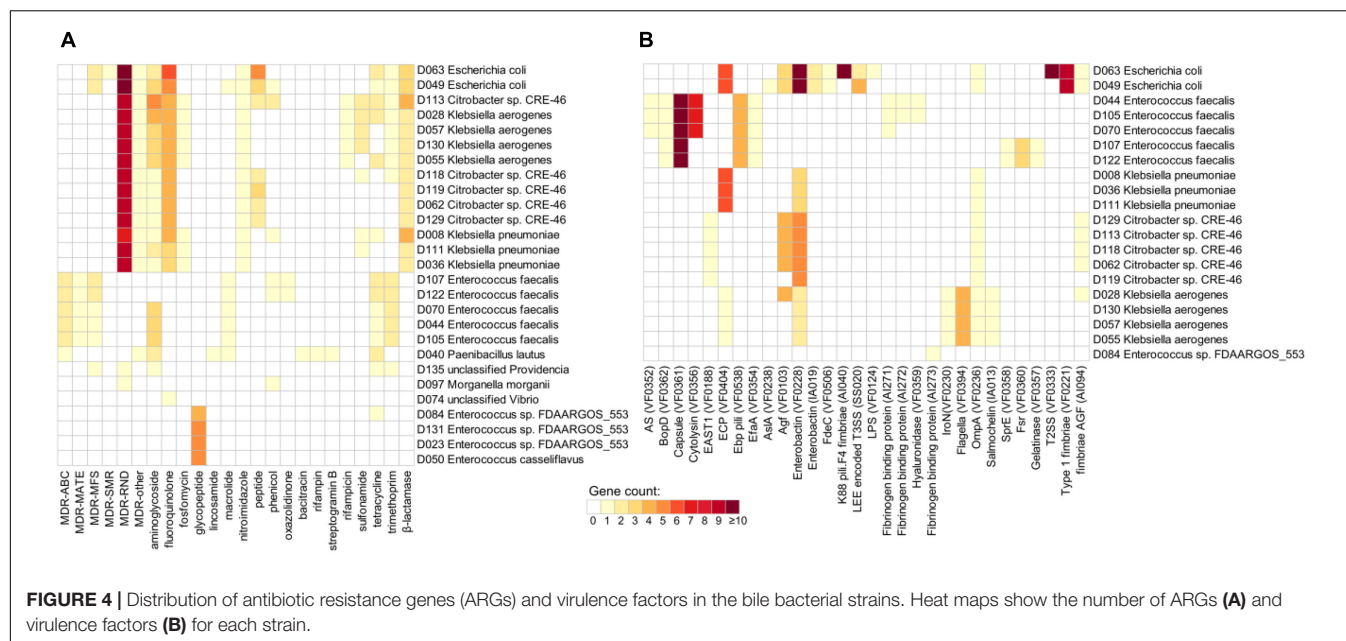 A
D063 Escherichia coli
D049 Escherichia coli
D113 Citrobacter sp. CRE-46
D028 Klebsiella aerogenes
D057 Klebsiella aerogenes
D130 Klebsiella aerogenes
D055 Klebsiella aerogenes
D118 Citrobacter sp. CRE-46
D119 Citrobacter sp. CRE-46
D062 Citrobacter sp. CRE-46
D129 Citrobacter sp. CRE-46
D008 Klebsiella pneumoniae
D111 Klebsiella pneumoniae
D036 Klebsiella pneumoniae
D107 Enterococcus faecalis
D122 Enterococcus faecalis
D070 Enterococcus faecalis
D044 Enterococcus faecalis
D105 Enterococcus faecalis
D040 Paenibacillus lautus
D135 unclassified Providencia
D097 Morganella morganii
D074 unclassified Vibrio
D084 Enterococcus sp. FDAARGOS_553
D131 Enterococcus sp. FDAARGOS_553
D023 Enterococcus sp. FDAARGOS_553
D050 Enterococcus casseliflavus
MDR-ABC
MDR-MATE
MDR-MFS
MDR-SMR
MDR-RND
MDR-other
aminoglycoside
fluoroquinolone
fosfomycin
glycopeptide
lincosamide
macrolide
nitroimidazole
peptide
phenicol
oxazolidinone
bacitracin
rifampin
streptogramin B
rifampicin
sulfonamide
tetracycline
trimethoprim
β-lactamase
B
D063 Escherichia coli
D049 Escherichia coli
D044 Enterococcus faecalis
D105 Enterococcus faecalis
D070 Enterococcus faecalis
D107 Enterococcus faecalis
D122 Enterococcus faecalis
D008 Klebsiella pneumoniae
D036 Klebsiella pneumoniae
D111 Klebsiella pneumoniae
D129 Citrobacter sp. CRE-46
D113 Citrobacter sp. CRE-46
D118 Citrobacter sp. CRE-46
D062 Citrobacter sp. CRE-46
D119 Citrobacter sp. CRE-46
D028 Klebsiella aerogenes
D130 Klebsiella aerogenes
D057 Klebsiella aerogenes
D055 Klebsiella aerogenes
D084 Enterococcus sp. FDAARGOS_553
AS (VF0352)
BopD (VF0362)
Capsule (VF0361)
Cytolysin (VF0356)
EAST1 (VF0188)
ECP (VF0404)
Ebp pili (VF0538)
EfaA (VF0354)
AslA (VF0238)
Agf (VF0103)
Enterobactin (VF0228)
Enterobactin (IA019)
FdeC (VF0506)
K88 pili.F4 fimbriae (AI040)
LEE encoded T3SS (SS020)
LPS (VF0124)
Fibrinogen binding protein (AI271)
Fibrinogen binding protein (AI272)
Hyaluronidase (VF0359)
Fibrinogen binding protein (AI273)
IroN(VF0230)
Flagella (VF0394)
OmpA (VF0236)
Salmochelin (IA013)
SprE (VF0358)
Fsr (VF0360)
Gelatinase (VF0357)
T2SS (VF0333)
Type 1 fimbriae (VF0221)
fimbriae AGF (AI094)
Gene count:
0 1 2 3 4 5 6 7 8 9 ≥10
FIGURE 4 | Distribution of antibiotic resistance genes (ARGs) and virulence factors in the bile bacterial strains. Heat maps show the number of ARGs (A) and
virulence factors (B) for each strain.